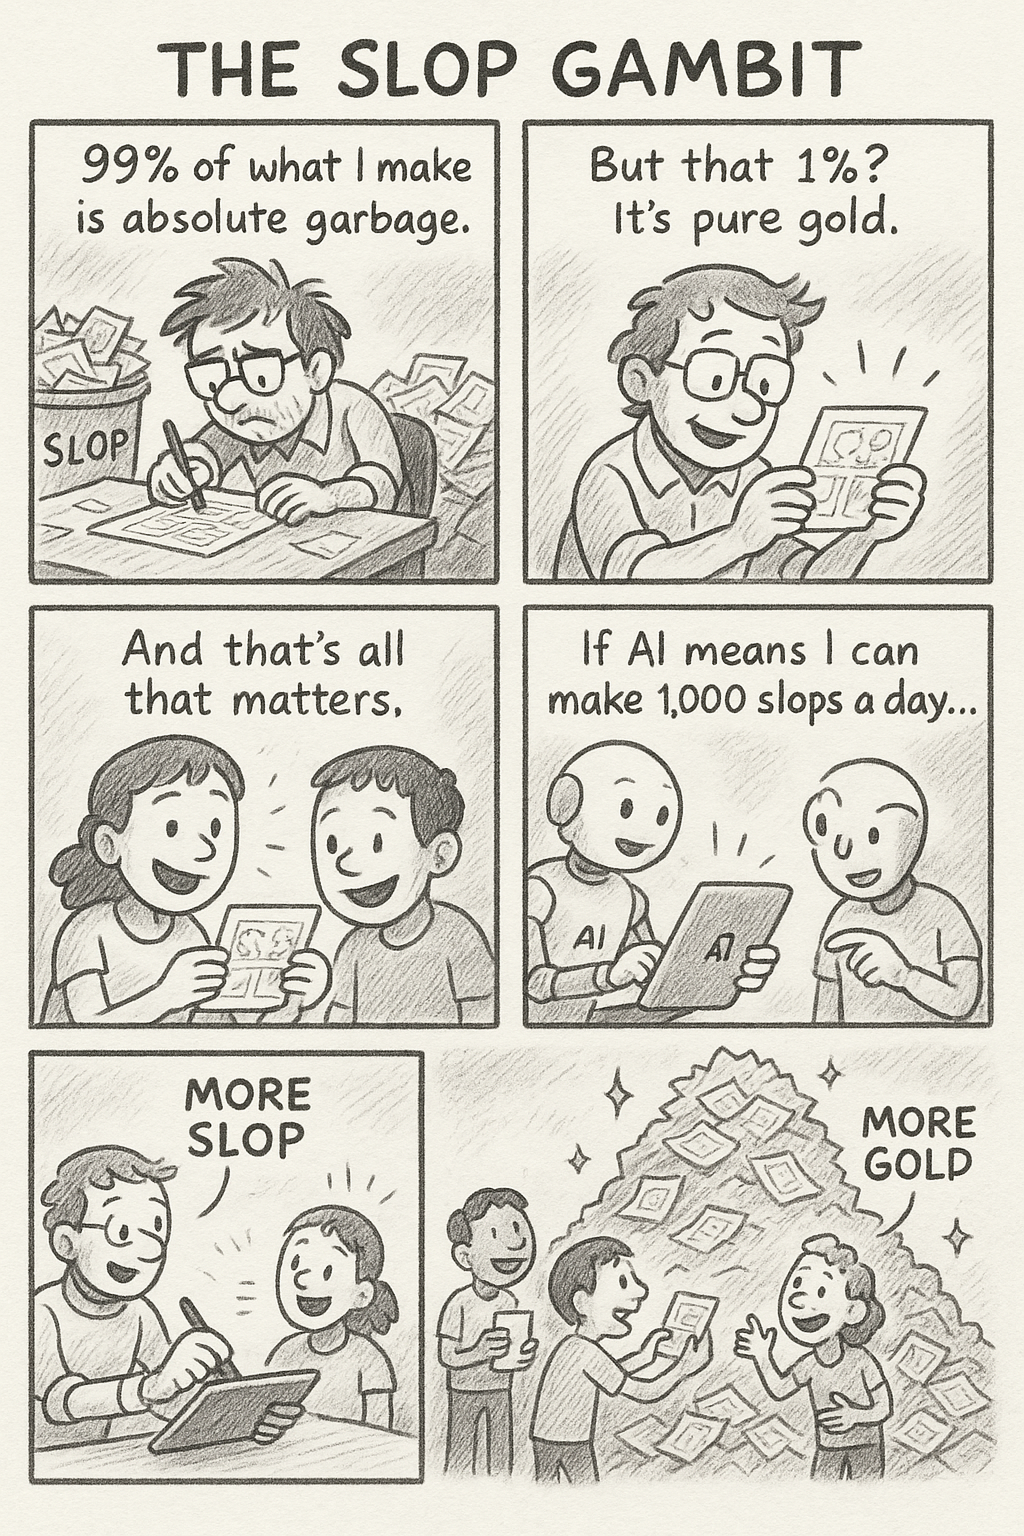 THE SLOP GAMBIT
99% of what I make
is absolute garbage.
SLOP
But that 1%?
It's pure gold.
And that's all
that matters.
If AI means I can
make 1,000 slops a day...
AI
AI
MORE
SLOP
MORE
GOLD